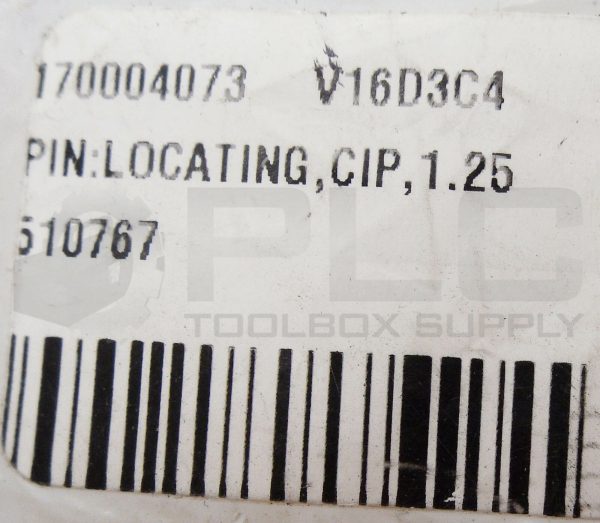 170004073 V16D3C4
PIN:LOCATING,CIP,1.25
510767
PLC
TOOLBOX SUPPLY